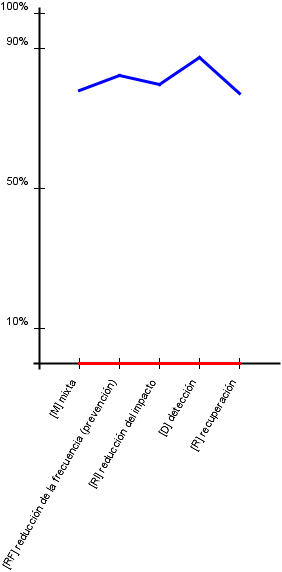 100%
90%
50%
10%
[M] mixta
[RF] reducción de la frecuencia (prevención)
[RI] reducción del impacto
[D] detección
[R] recuperación